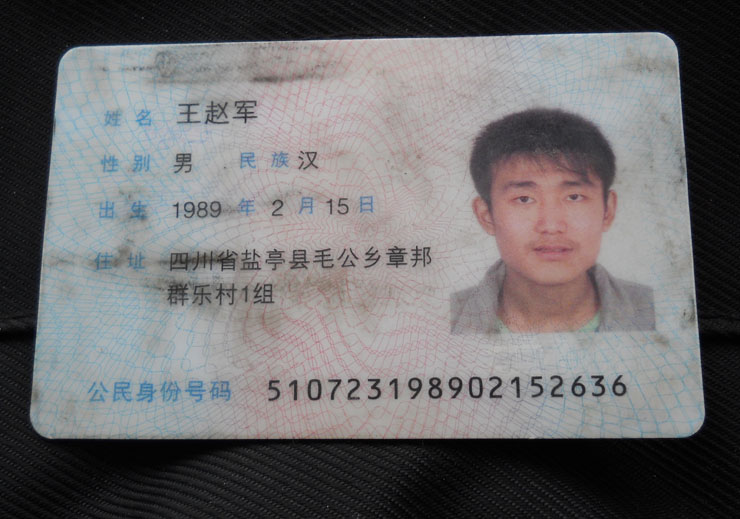 姓名 王赵军
性别 男 民族 汉
出生 1989 年 2 月 15 日
住址 四川省盐亭县毛公乡章邦
群乐村1组
公民身份号码 510723198902152636